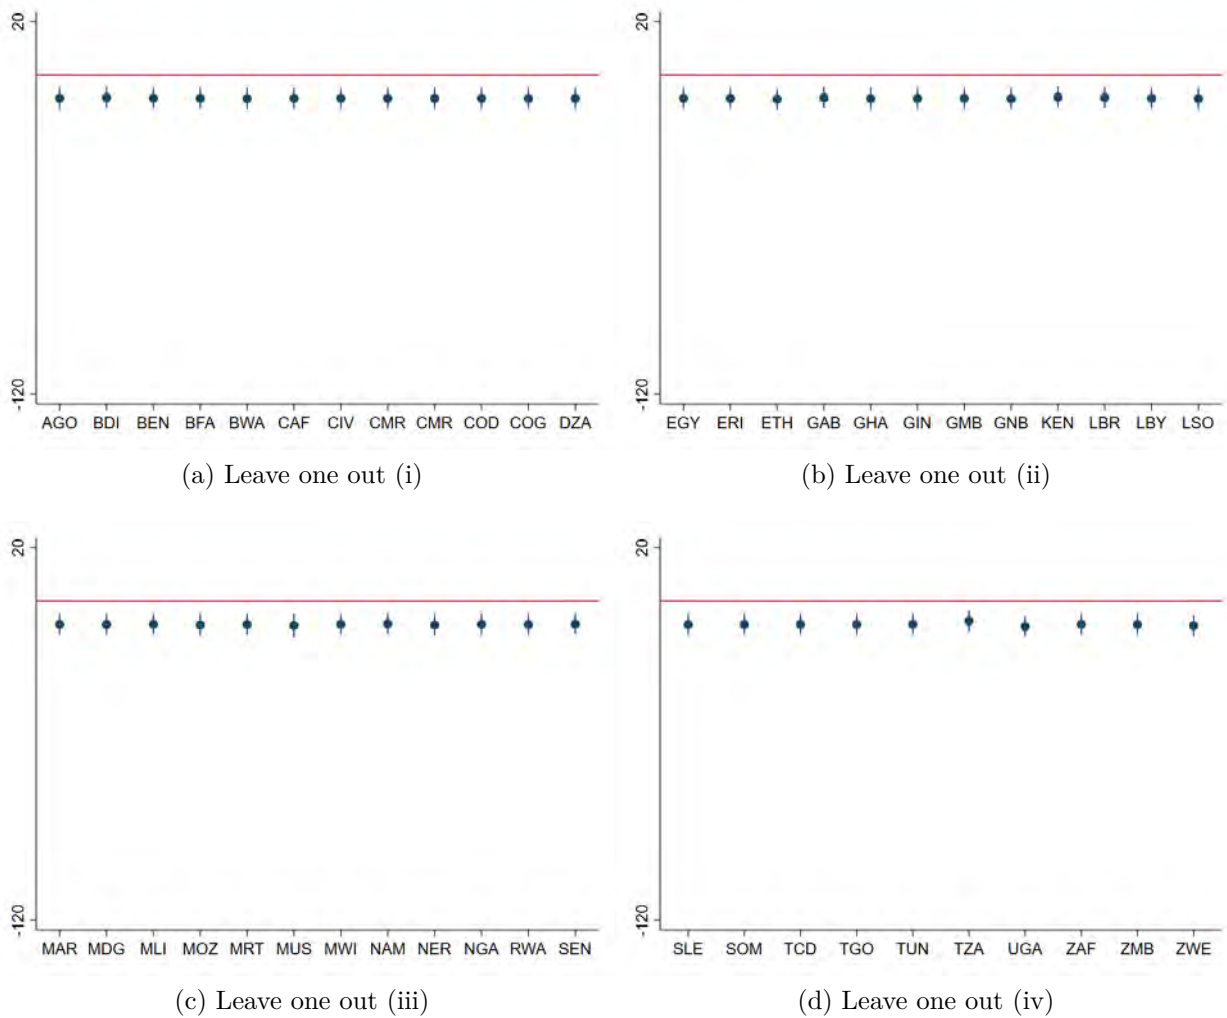 20
-120
AGO BDI BEN BFA BWA CAF CIV CMR CMR COD COG DZA
(a) Leave one out (i)
20
-120
EGY ERI ETH GAB GHA GIN GMB GNB KEN LBR LBY LSO
(b) Leave one out (ii)
20
-120
MAR MDG MLI MOZ MRT MUS MWI NAM NER NGA RWA SEN
(c) Leave one out (iii)
20
-120
SLE SOM TCD TGO TUN TZA UGA ZAF ZMB ZWE
(d) Leave one out (iv)